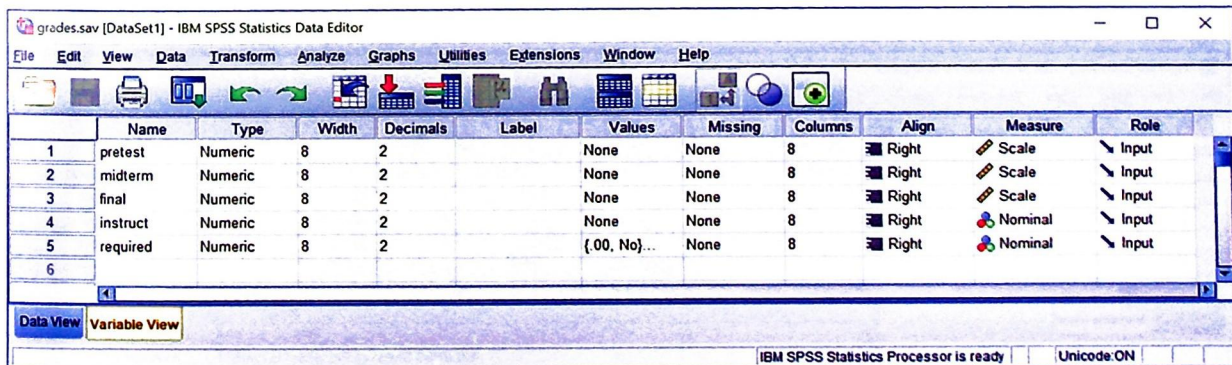 grades.sav [DataSet1] - IBM SPSS Statistics Data Editor
File Edit View Data Transform Analyze Graphs Utilities Extensions Window Help
Name Type Width Decimals Label Values Missing Columns Align Measure Role
1 pretest Numeric 8 2 None None 8 Right Scale Input
2 midterm Numeric 8 2 None None 8 Right Scale Input
3 final Numeric 8 2 None None 8 Right Scale Input
4 instruct Numeric 8 2 None None 8 Right Nominal Input
5 required Numeric 8 2 {.00, No}... None 8 Right Nominal Input
6
Data View Variable View
IBM SPSS Statistics Processor is ready Unicode:ON